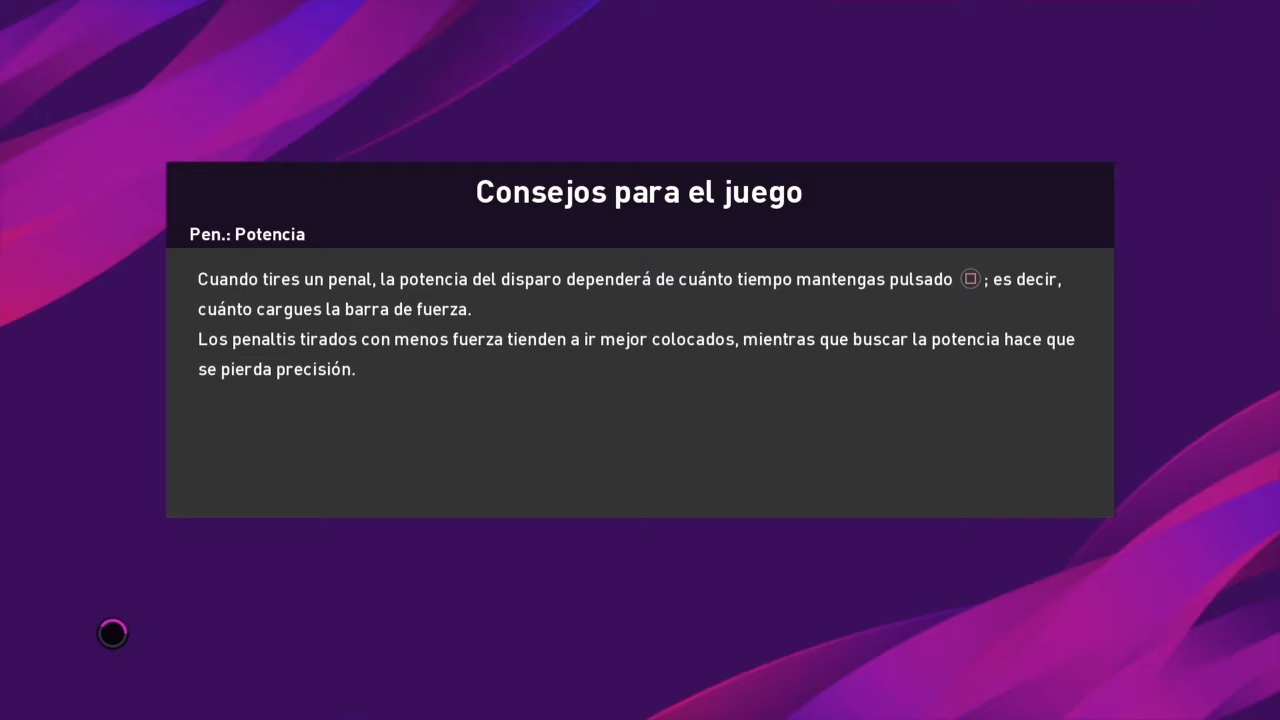 Consejos para el juego
Pen.: Potencia
Cuando tires un penal, la potencia del disparo dependerá de cuánto tiempo mantengas pulsado ; es decir,
cuánto cargues la barra de fuerza.
Los penaltis tirados con menos fuerza tienden a ir mejor colocados, mientras que buscar la potencia hace que
se pierda precisión.